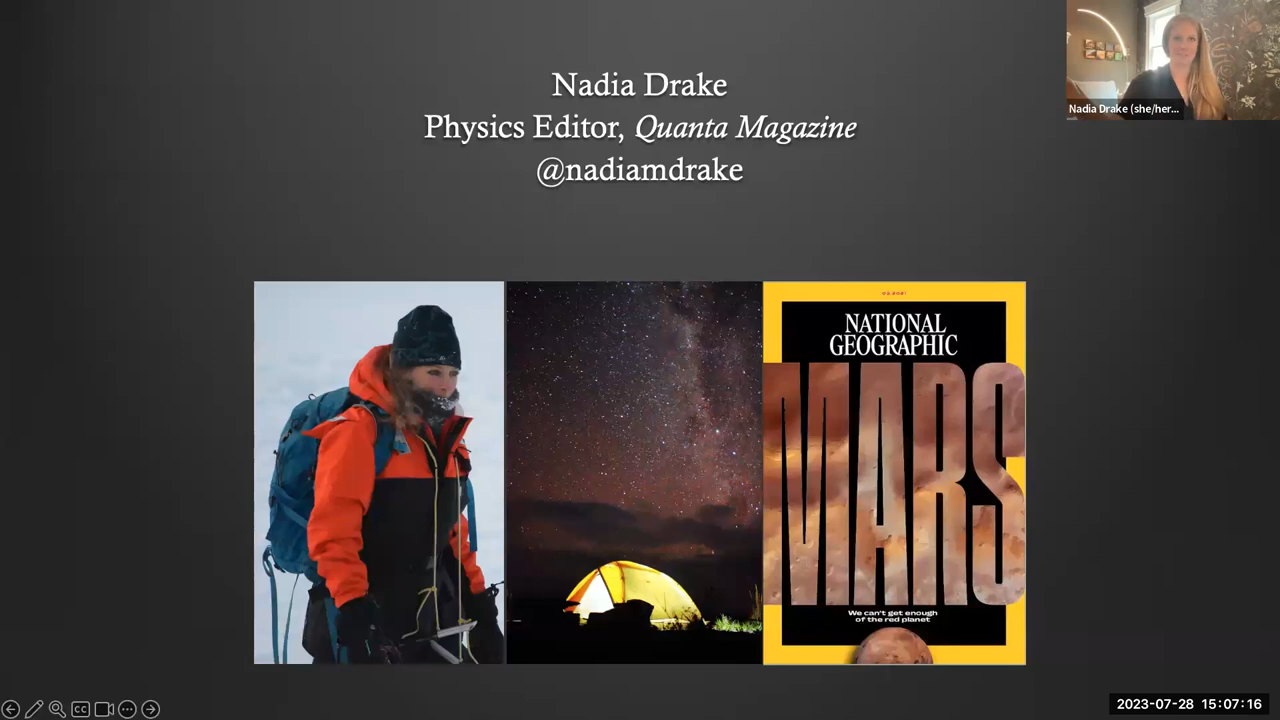 Nadia Drake
Physics Editor, Quanta Magazine
@nadiamdrake
Nadia Drake (she/her...
NATIONAL
GEOGRAPHIC
MARS
We can't get enough
of the red planet
CC
2023-07-28 15:07:16